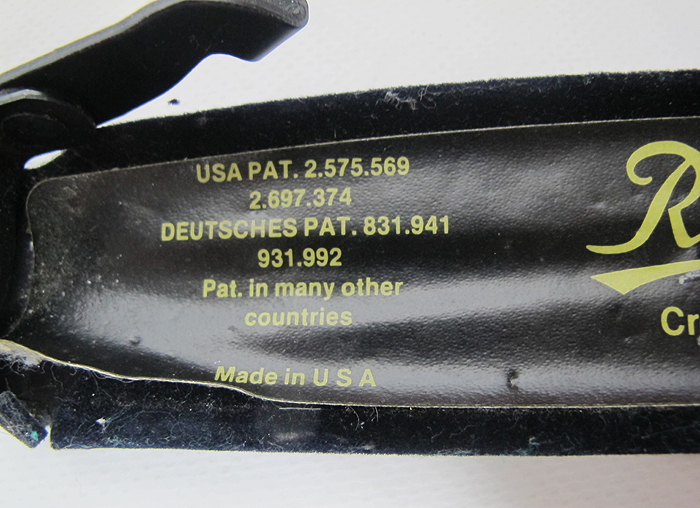 USA PAT. 2.575.569
2.697.374
DEUTSCHES PAT. 831.941
931.992
Pat. in many other
countries
Made in U S A
R
Cr